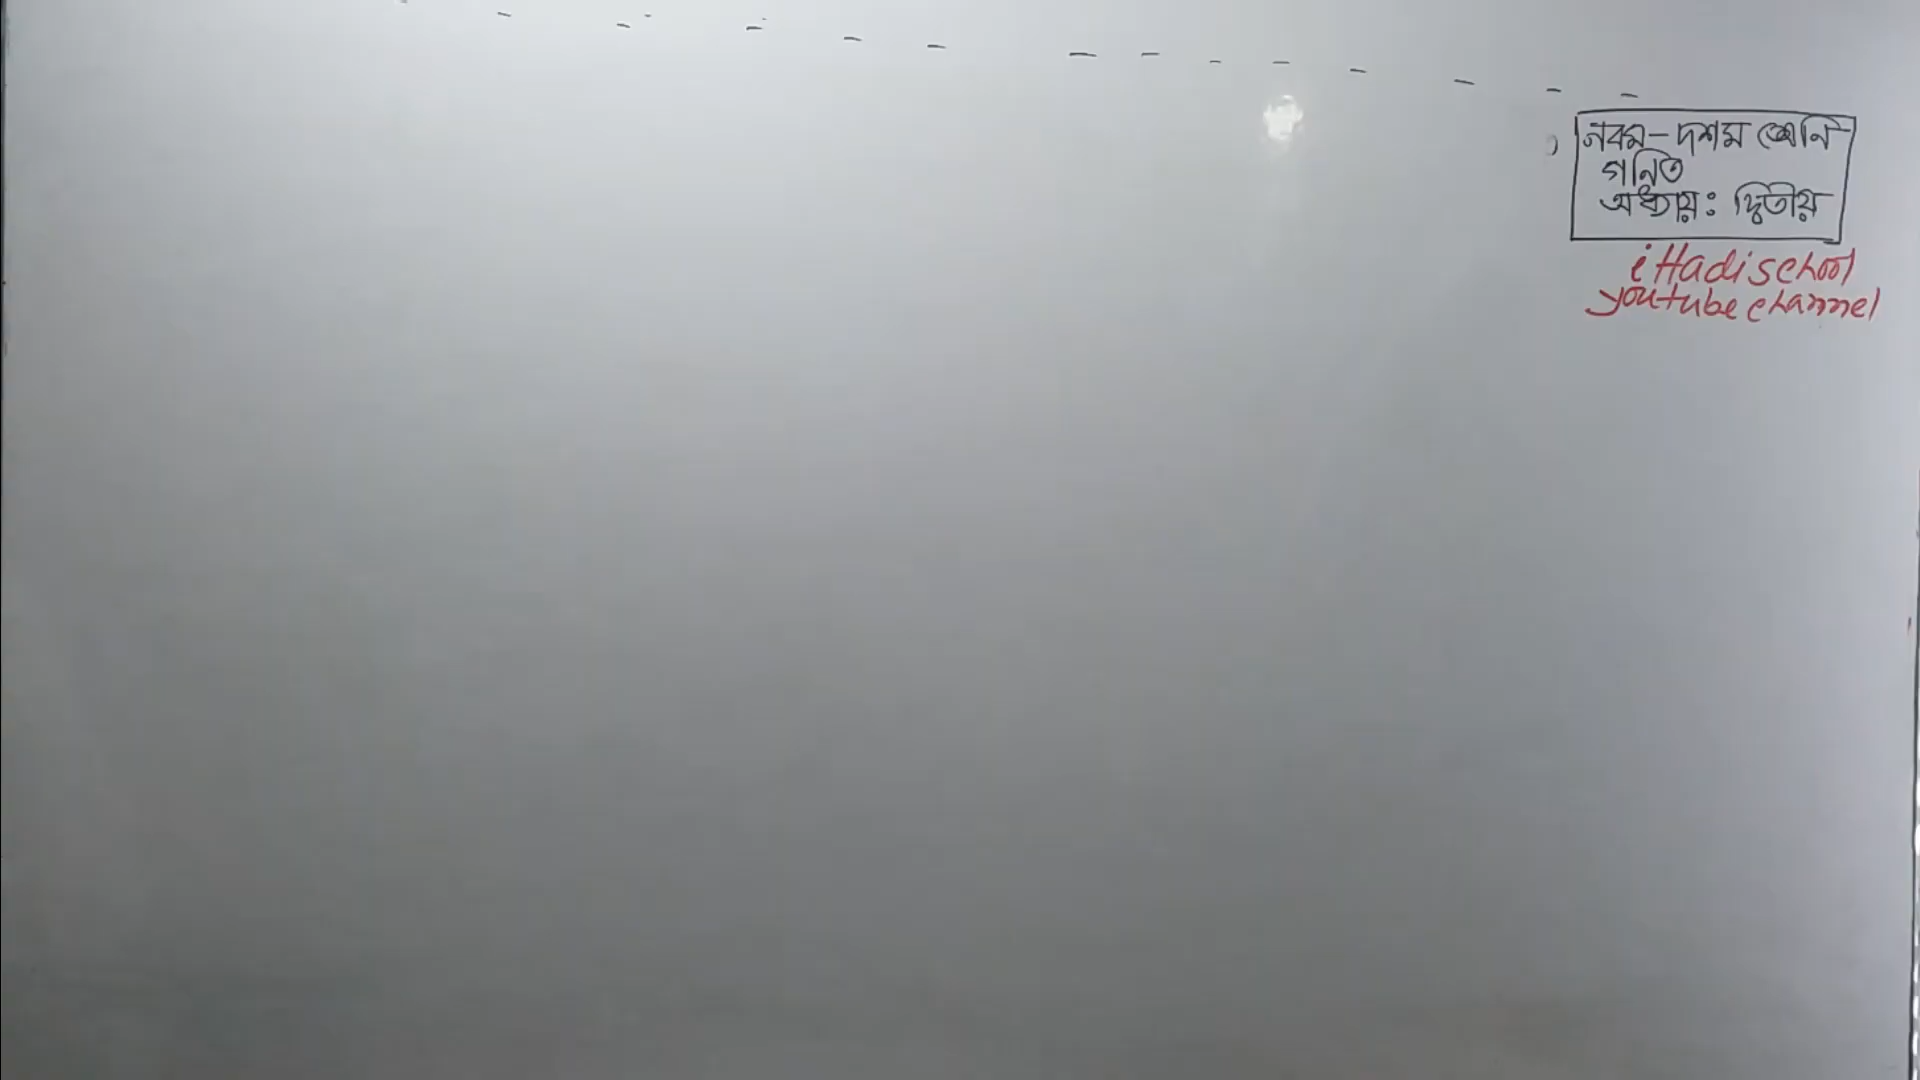 নবম - দশম শ্রেনি
গনিত
অধ্যায়ঃ দ্বিতীয়
iHadischool
youtube channel